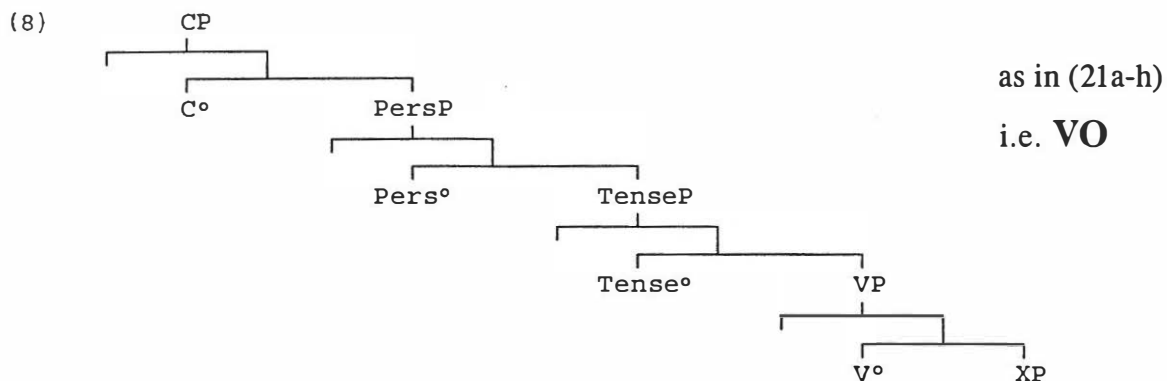 (8) CP
as in (21a-h)
C° PersP
i.e. VO
Pers° TenseP
Tense° VP
V° XP